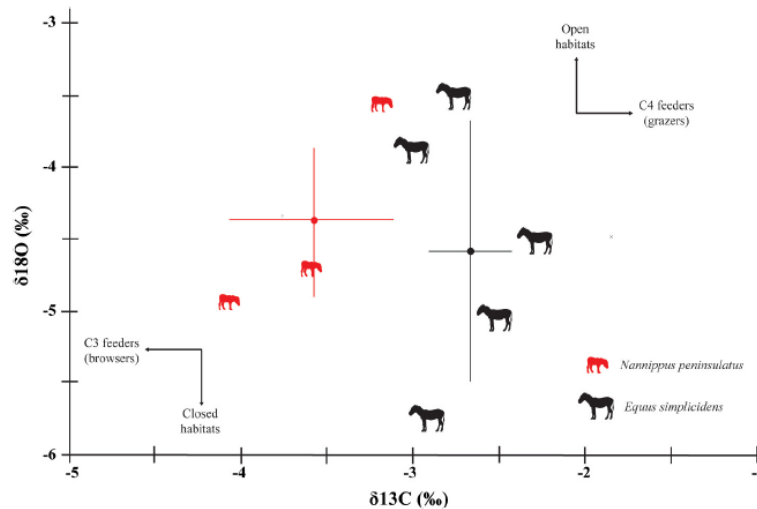 -3
Open
habitats
C4 feeders
(grazers)
-4
δ18O (‰)
-5
C3 feeders
(browsers)
Closed
habitats
Nannippus peninsulatus
Equus simplicidens
-6
-5
-4
-3
-2
δ13C (‰)